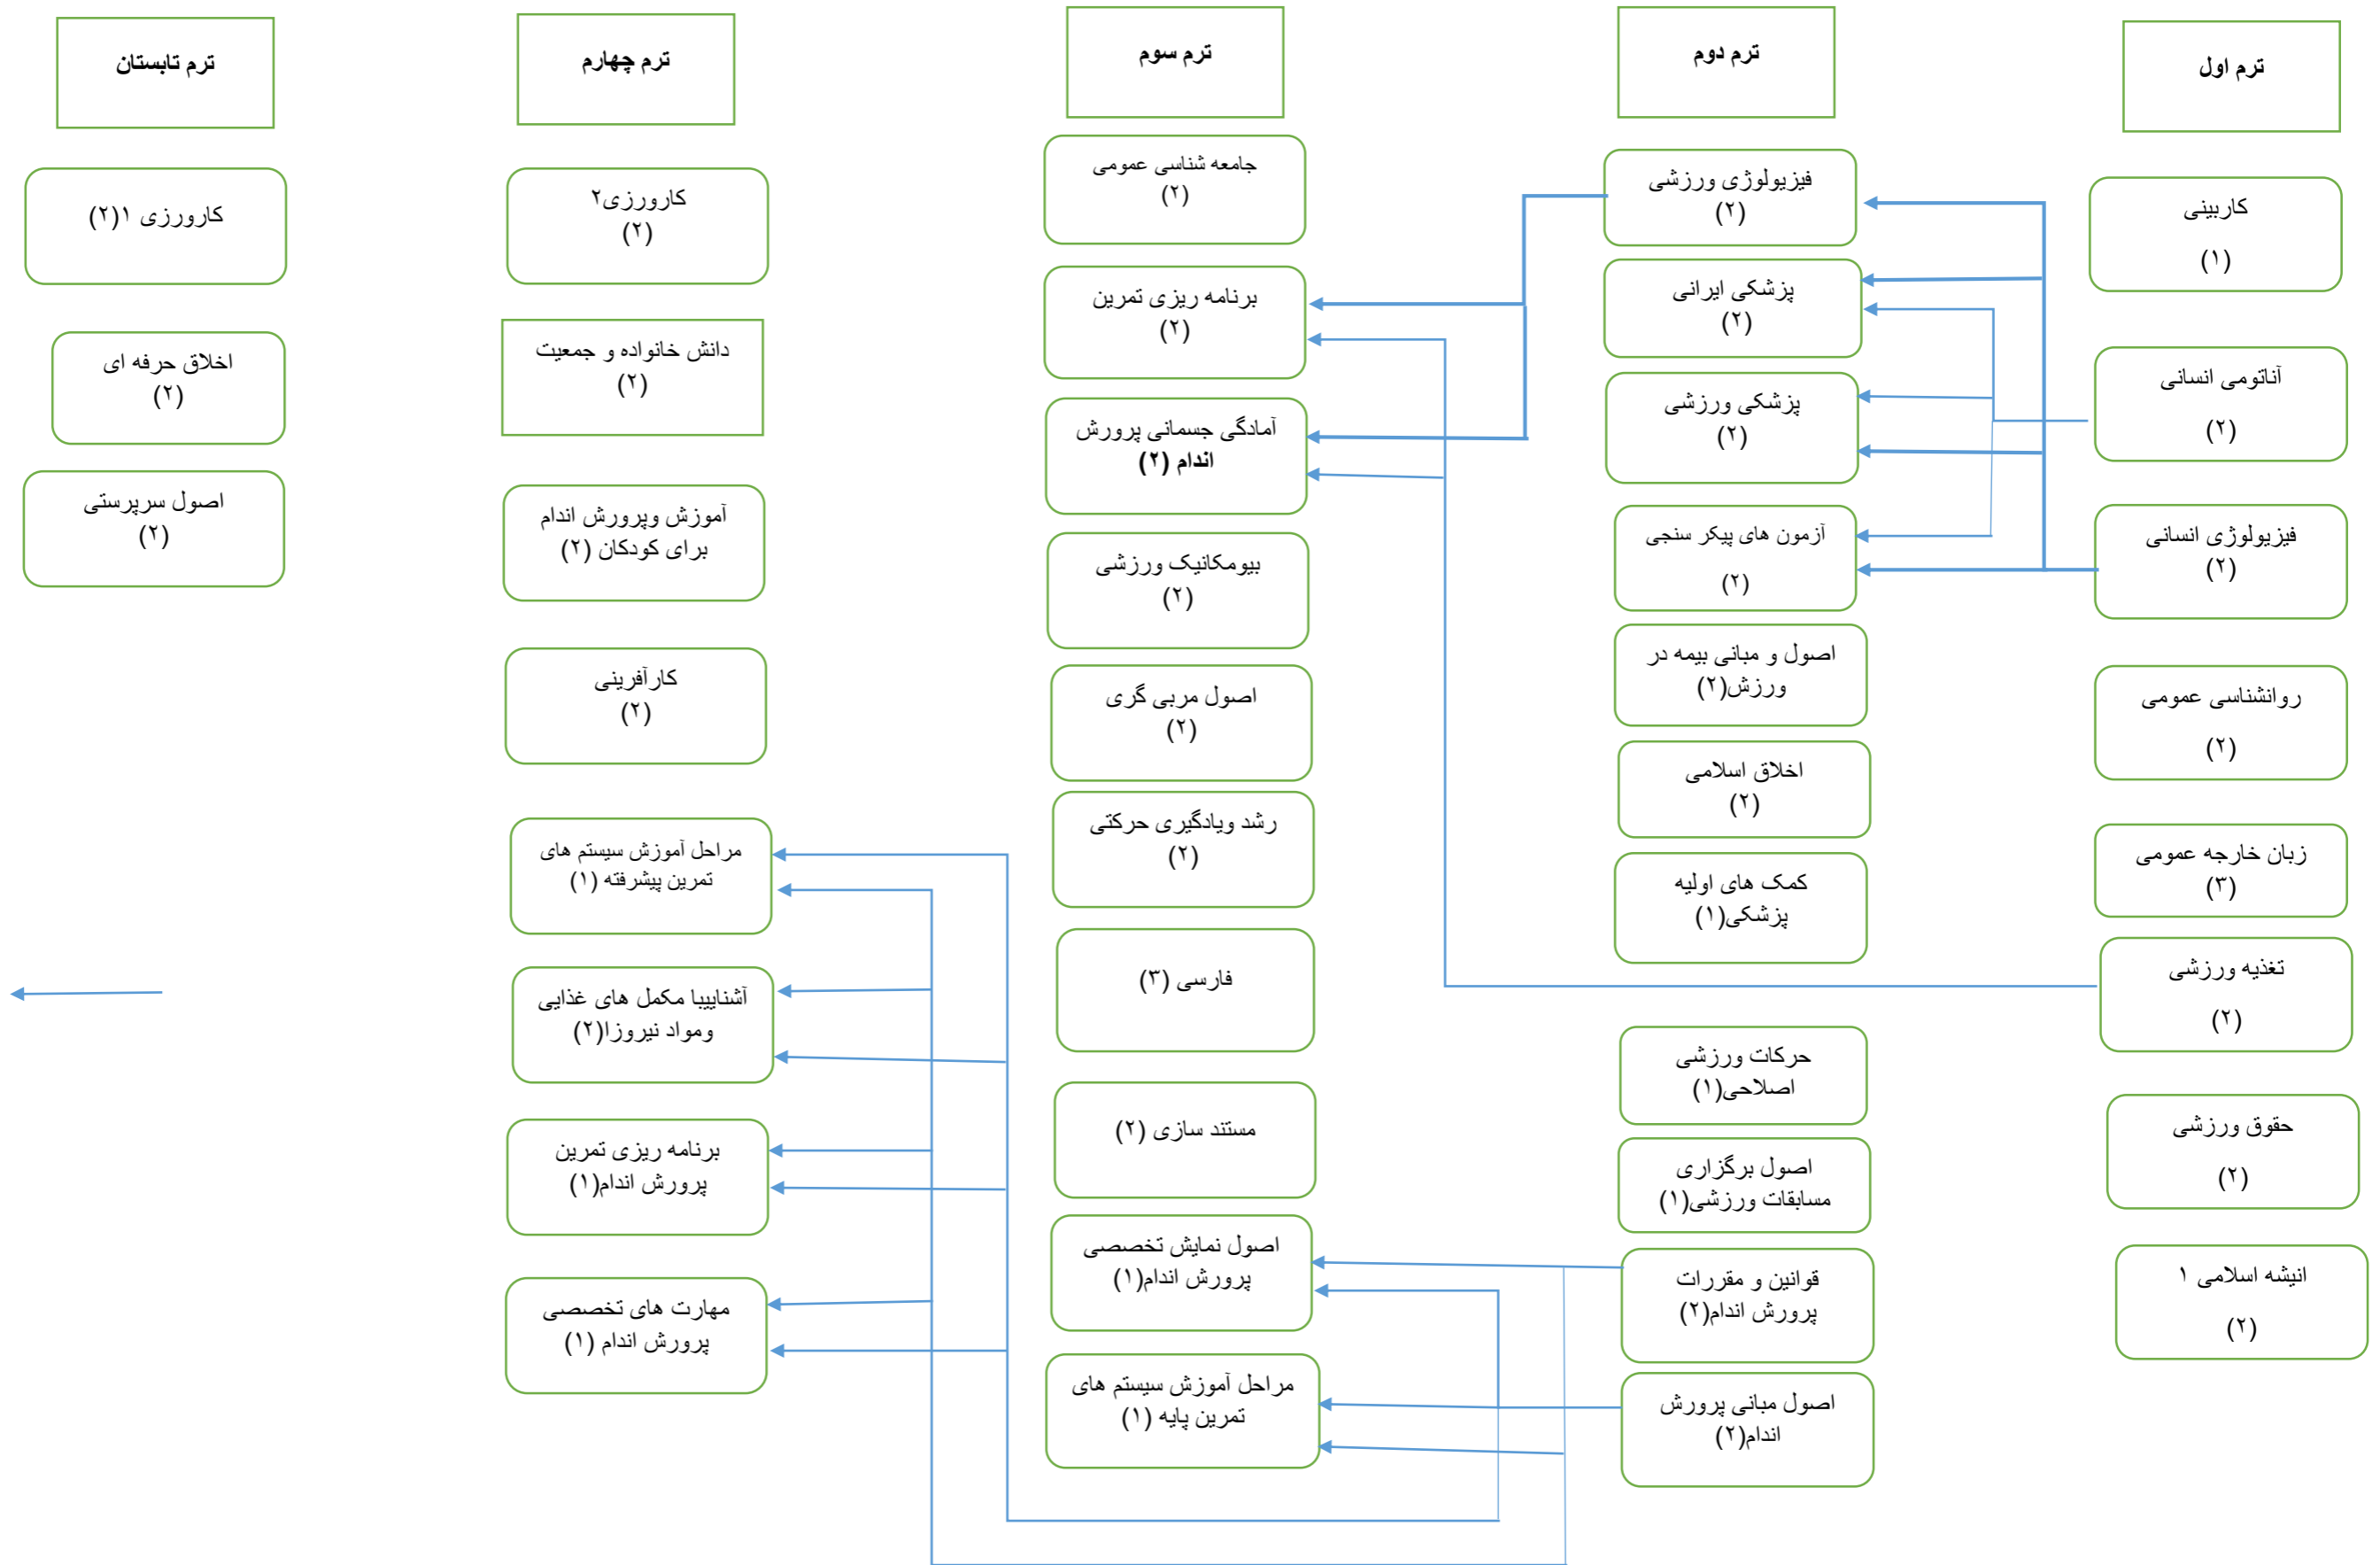 ترم اول
کاربینی
(۱)
آناتومی انسانی
(۲)
فیزیولوژی انسانی
(۲)
روانشناسی عمومی
(۲)
زبان خارجه عمومی
(۳)
تغذیه ورزشی
(۲)
حقوق ورزشی
(۲)
انیشه اسلامی ۱
(۲)
ترم دوم
فیزیولوژی ورزشی
(۲)
پزشکی ایرانی
(۲)
پزشکی ورزشی
(۲)
آزمون های پیکر سنجی
(۲)
اصول و مبانی بیمه در
ورزش(۲)
اخلاق اسلامی
(۲)
کمک های اولیه
پزشکی(۱)
حرکات ورزشی
اصلاحی(۱)
اصول برگزاری
مسابقات ورزشی(۱)
قوانین و مقررات
پرورش اندام(۲)
اصول مبانی پرورش
اندام(۲)
ترم سوم
جامعه شناسی عمومی
(۲)
برنامه ریزی تمرین
(۲)
آمادگی جسمانی پرورش
اندام (۲)
بیومکانیک ورزشی
(۲)
اصول مربی گری
(۲)
رشد ویادگیری حرکتی
(۲)
فارسی (۳)
مستند سازی (۲)
اصول نمایش تخصصی
پرورش اندام(۱)
مراحل آموزش سیستم های
تمرین پایه (۱)
ترم چهارم
کارورزی۲
(۲)
دانش خانواده و جمعیت
(۲)
آموزش وپرورش اندام
برای کودکان (۲)
کارآفرینی
(۲)
مراحل آموزش سیستم های
تمرین پیشرفته (۱)
آشناییبا مکمل های غذایی
ومواد نیروزا(۲)
برنامه ریزی تمرین
پرورش اندام(۱)
مهارت های تخصصی
پرورش اندام (۱)
ترم تابستان
کارورزی ۱(۲)
اخلاق حرفه ای
(۲)
اصول سرپرستی
(۲)